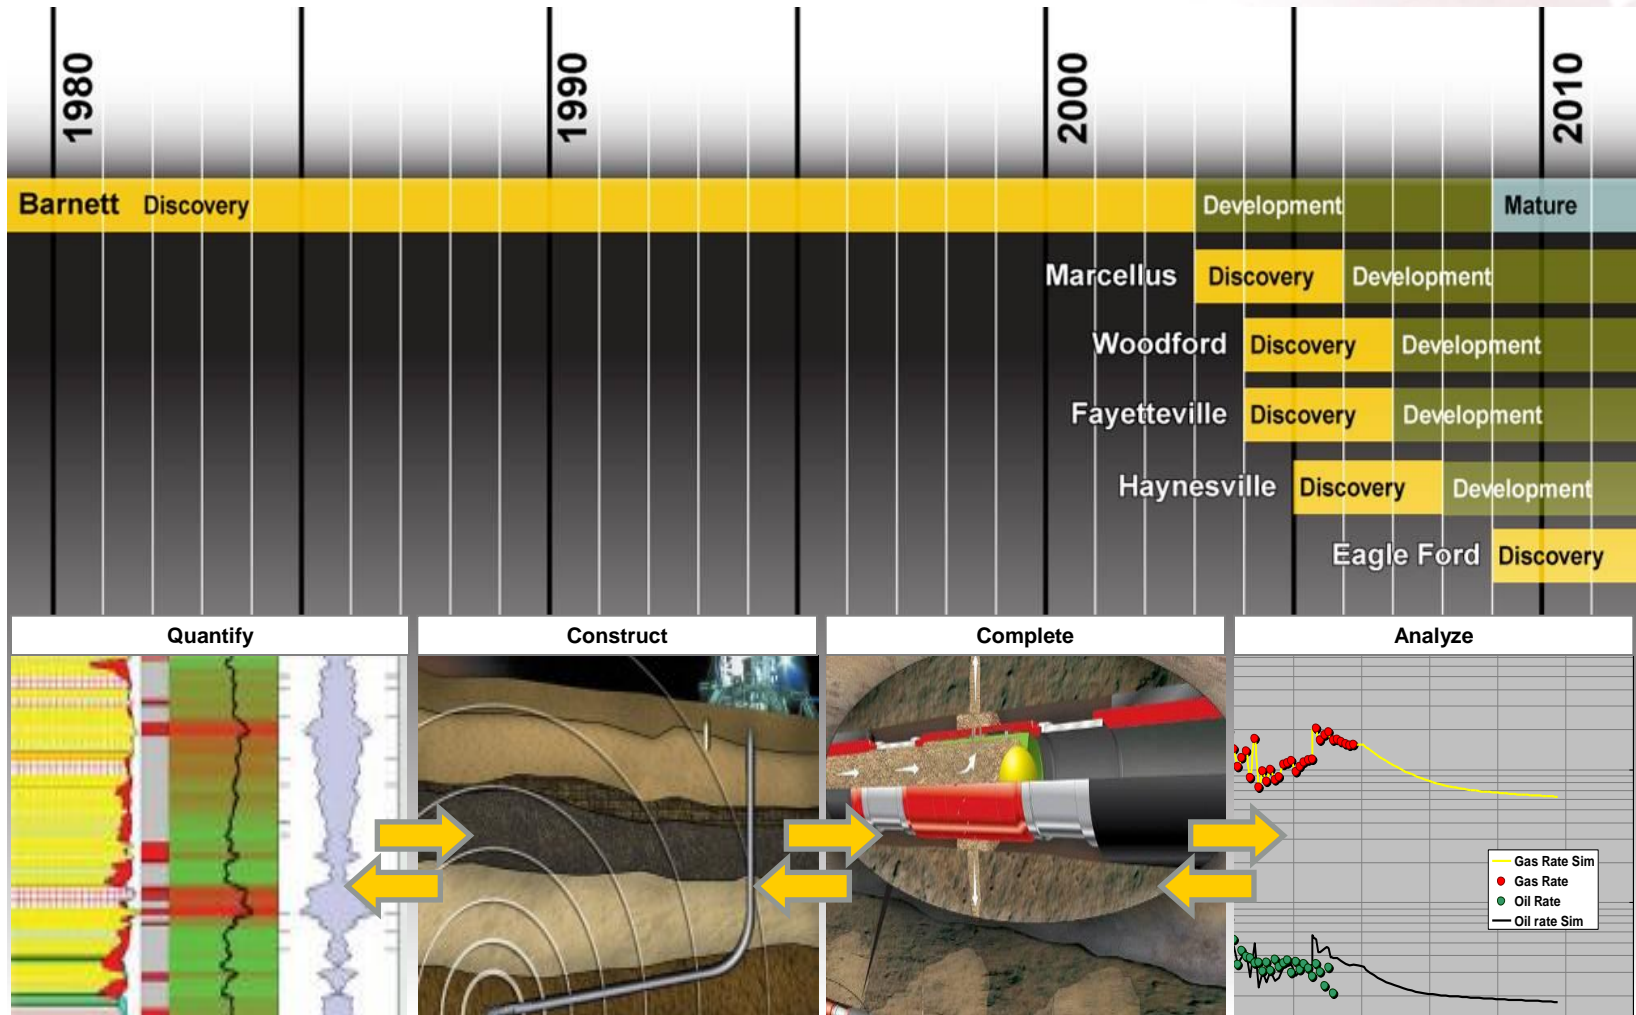 1980
1990
2000
2010
Barnett Discovery Development Mature
Marcellus Discovery Development
Woodford Discovery Development
Fayetteville Discovery Development
Haynesville Discovery Development
Eagle Ford Discovery
Quantify
Construct
Complete
Analyze
Gas Rate Sim
Gas Rate
Oil Rate
Oil rate Sim